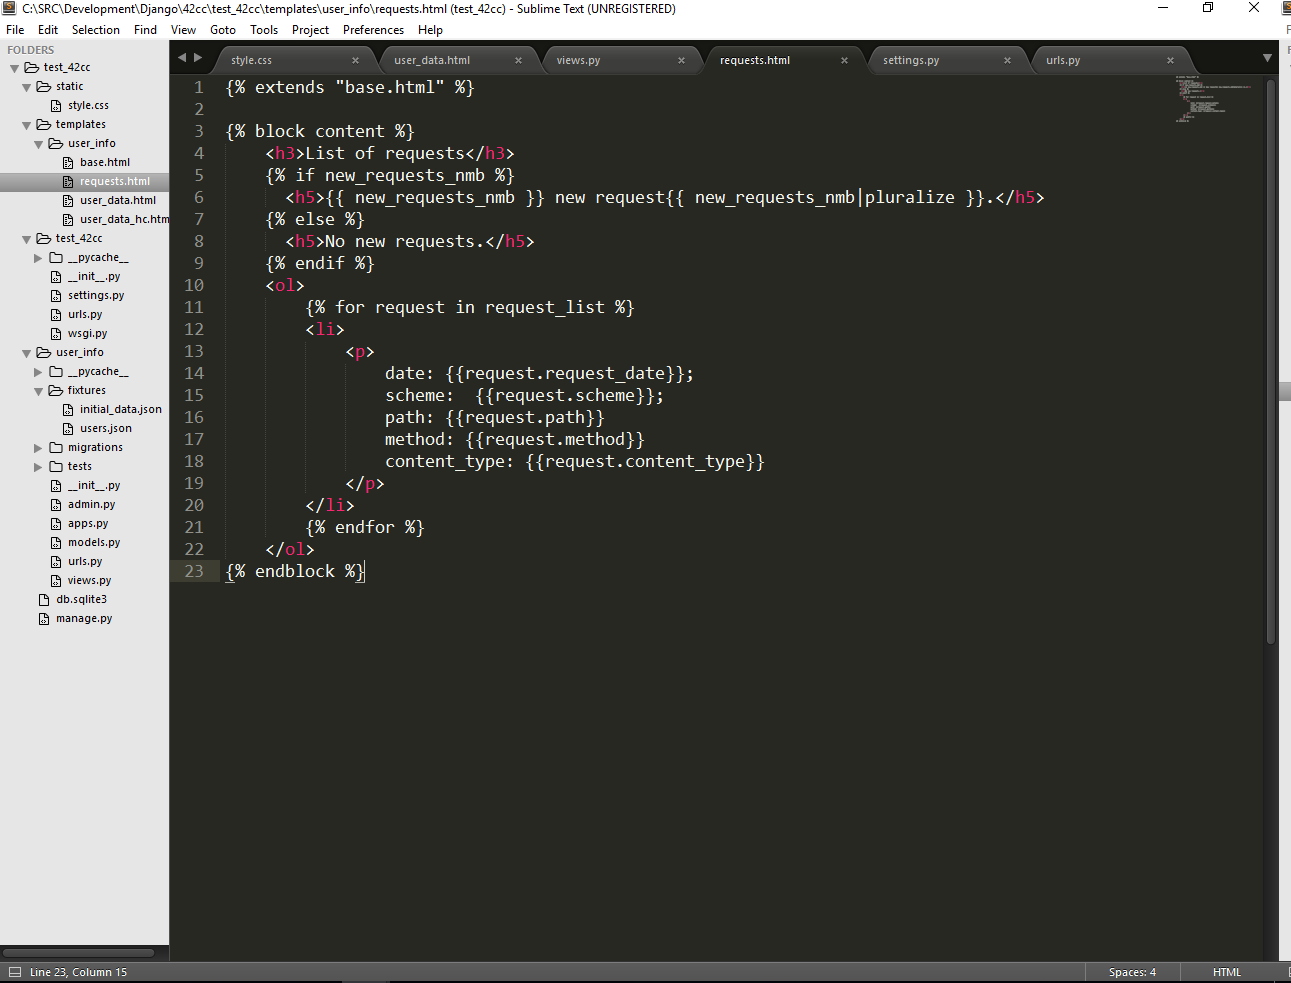 C:\SRC\Development\Django\42cc\test_42cc\templates\user_info\requests.html (test_42cc) - Sublime Text (UNREGISTERED)
File Edit Selection Find View Goto Tools Project Preferences Help
FOLDERS
test_42cc
static
style.css
templates
user_info
base.html
requests.html
user_data.html
user_data_hc.htm
test_42cc
__pycache__
__init__.py
settings.py
urls.py
wsgi.py
user_info
__pycache__
fixtures
initial_data.json
users.json
migrations
tests
__init__.py
admin.py
apps.py
models.py
urls.py
views.py
db.sqlite3
manage.py
style.css × user_data.html × views.py × requests.html × settings.py × urls.py ×
1 {% extends "base.html" %}
2
3 {% block content %}
4     <h3>List of requests</h3>
5     {% if new_requests_nmb %}
6       <h5>{{ new_requests_nmb }} new request{{ new_requests_nmb|pluralize }}.</h5>
7     {% else %}
8       <h5>No new requests.</h5>
9     {% endif %}
10     <ol>
11         {% for request in request_list %}
12         <li>
13             <p>
14                 date: {{request.request_date}};
15                 scheme:  {{request.scheme}};
16                 path: {{request.path}}
17                 method: {{request.method}}
18                 content_type: {{request.content_type}}
19             </p>
20         </li>
21         {% endfor %}
22     </ol>
23 {% endblock %}
Line 23, Column 15
Spaces: 4
HTML